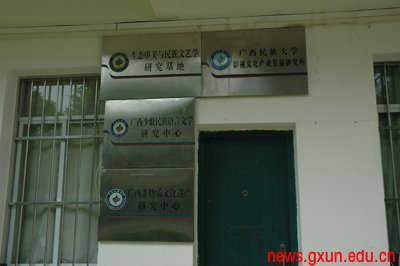 生态审美与民族文艺学
研究基地
广西民族大学
影视文化产业发展研究所
广西少数民族语言文学
研究中心
广西非物质文化遗产
研究中心
news.gxun.edu.cn